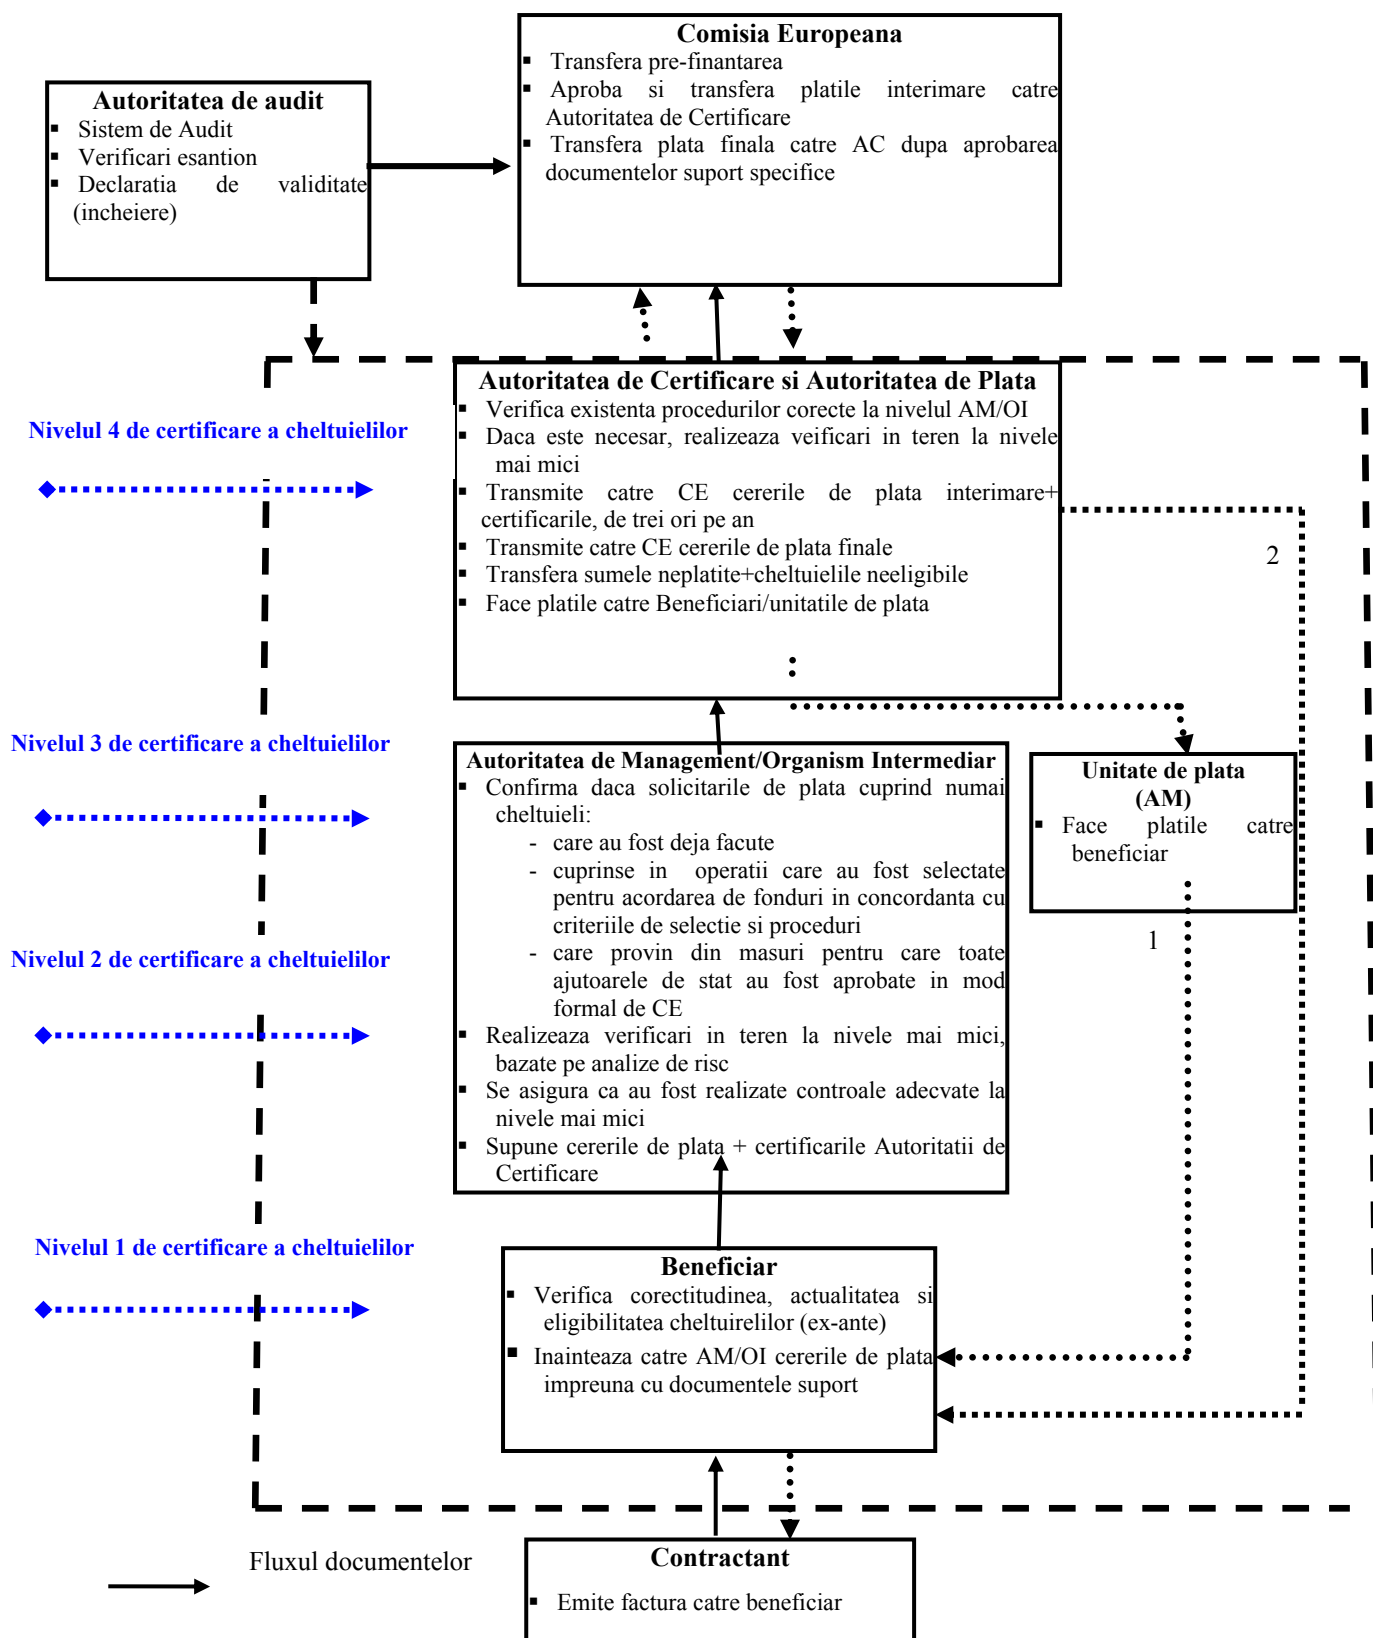 Comisia Europeana
▪ Transfera pre-finantarea
▪ Aproba si transfera platile interimare catre
Autoritatea de Certificare
▪ Transfera plata finala catre AC dupa aprobarea
documentelor suport specifice
Autoritatea de audit
▪ Sistem de Audit
▪ Verificari esantion
▪ Declaratia de validitate
(incheiere)
Autoritatea de Certificare si Autoritatea de Plata
▪ Verifica existenta procedurilor corecte la nivelul AM/OI
▪ Daca este necesar, realizeaza veificari in teren la nivele
mai mici
▪ Transmite catre CE cererile de plata interimare+
certificarile, de trei ori pe an
▪ Transmite catre CE cererile de plata finale
▪ Transfera sumele neplatite+cheltuielile neeligibile
▪ Face platile catre Beneficiari/unitatile de plata
Nivelul 4 de certificare a cheltuielilor
2
Nivelul 3 de certificare a cheltuielilor
Autoritatea de Management/Organism Intermediar
▪ Confirma daca solicitarile de plata cuprind numai
cheltuieli:
- care au fost deja facute
- cuprinse in operatii care au fost selectate
pentru acordarea de fonduri in concordanta cu
criteriile de selectie si proceduri
- care provin din masuri pentru care toate
ajutoarele de stat au fost aprobate in mod
formal de CE
▪ Realizeaza verificari in teren la nivele mai mici,
bazate pe analize de risc
▪ Se asigura ca au fost realizate controale adecvate la
nivele mai mici
▪ Supune cererile de plata + certificarile Autoritatii de
Certificare
Unitate de plata
(AM)
▪ Face platile catre
beneficiar
1
Nivelul 2 de certificare a cheltuielilor
Nivelul 1 de certificare a cheltuielilor
Beneficiar
▪ Verifica corectitudinea, actualitatea si
eligibilitatea cheltuirelilor (ex-ante)
▪ Inainteaza catre AM/OI cererile de plata
impreuna cu documentele suport
Fluxul documentelor
Contractant
▪ Emite factura catre beneficiar